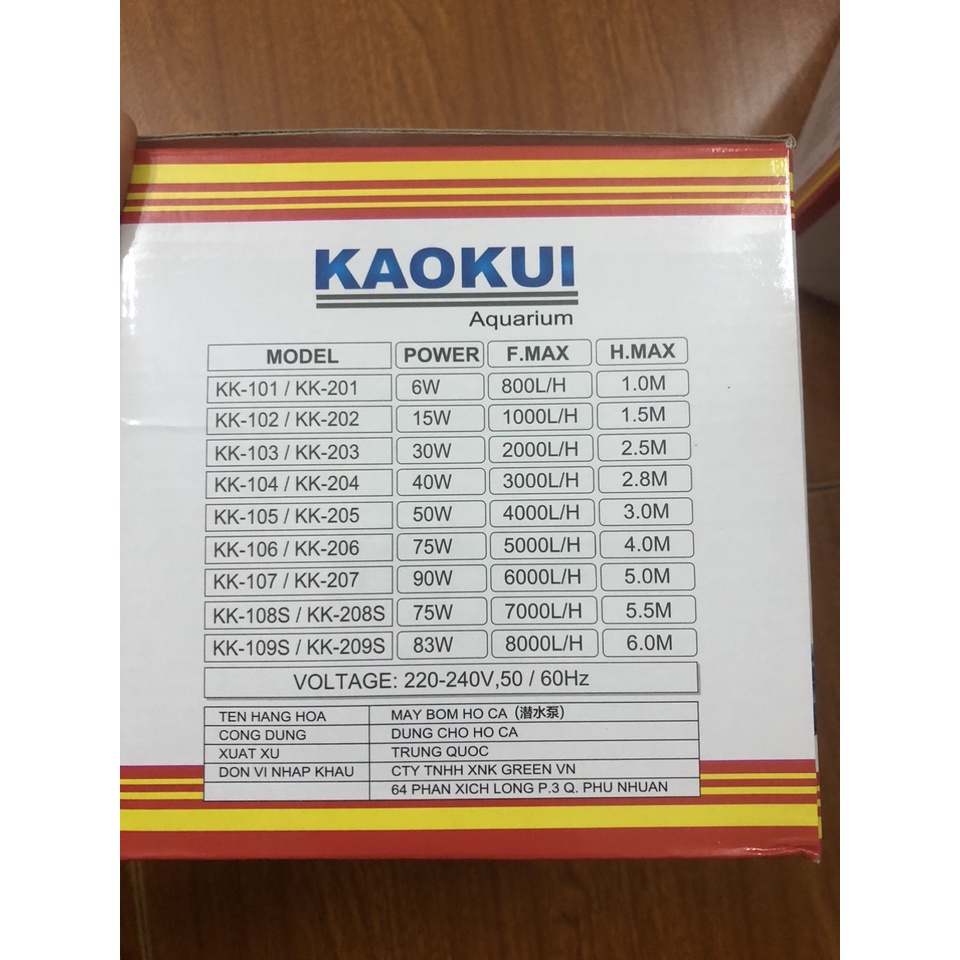 KAOKUI
Aquarium
MODEL POWER F.MAX H.MAX
KK-101 / KK-201 6W 800L/H 1.0M
KK-102 / KK-202 15W 1000L/H 1.5M
KK-103 / KK-203 30W 2000L/H 2.5M
KK-104 / KK-204 40W 3000L/H 2.8M
KK-105 / KK-205 50W 4000L/H 3.0M
KK-106 / KK-206 75W 5000L/H 4.0M
KK-107 / KK-207 90W 6000L/H 5.0M
KK-108S / KK-208S 75W 7000L/H 5.5M
KK-109S / KK-209S 83W 8000L/H 6.0M
VOLTAGE: 220-240V,50 / 60Hz
TEN HANG HOA MAY BOM HO CA (潜水泵)
CONG DUNG DUNG CHO HO CA
XUAT XU TRUNG QUOC
DON VI NHAP KHAU CTY TNHH XNK GREEN VN
64 PHAN XICH LONG P.3 Q. PHU NHUAN